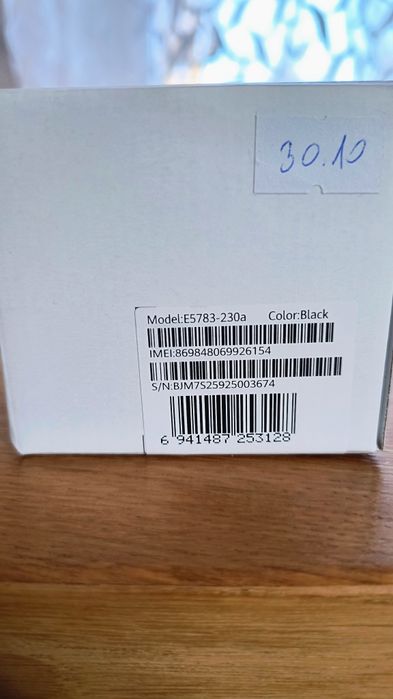 30.10
Model:E5783-230a Color:Black
IMEI:869848069926154
S/N:BJM7S25925003674
6 941487 253128